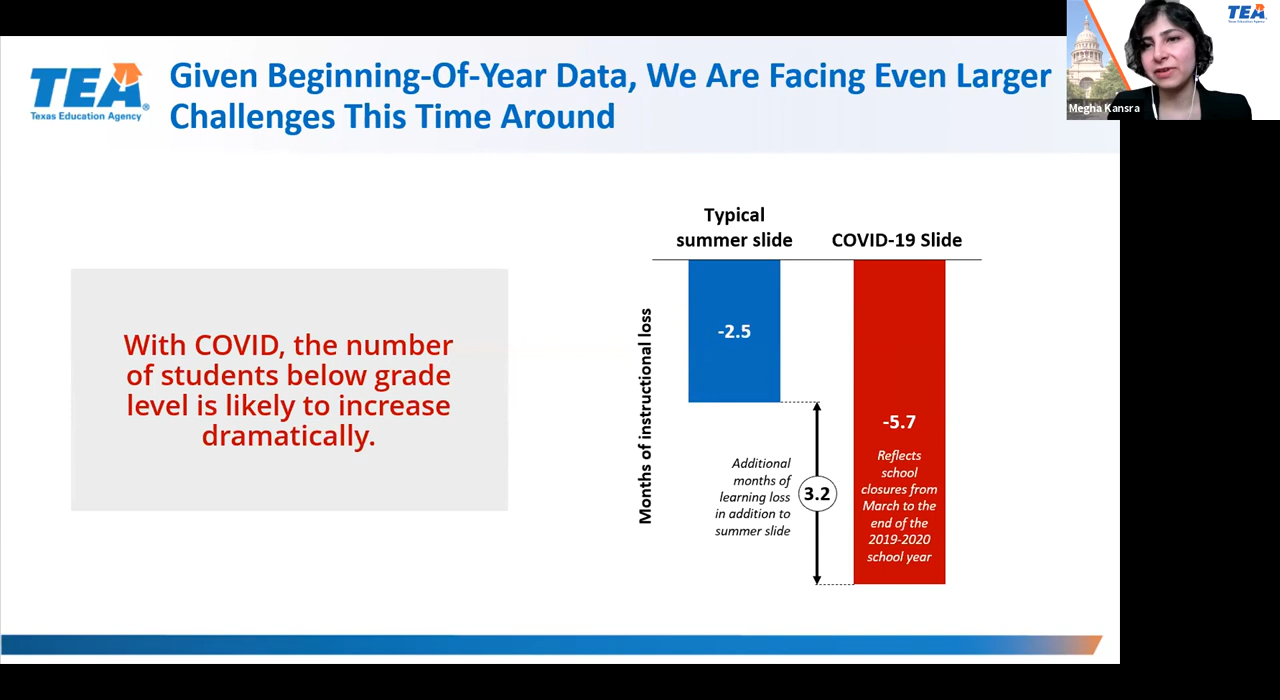 TEA
Texas Education Agency
Given Beginning-Of-Year Data, We Are Facing Even Larger
Challenges This Time Around
TEA
Megha Kansra
With COVID, the number
of students below grade
level is likely to increase
dramatically.
Typical
summer slide
COVID-19 Slide
Months of instructional loss
-2.5
-5.7
Additional
months of
learning loss
in addition to
summer slide
3.2
Reflects
school
closures from
March to the
end of the
2019-2020
school year